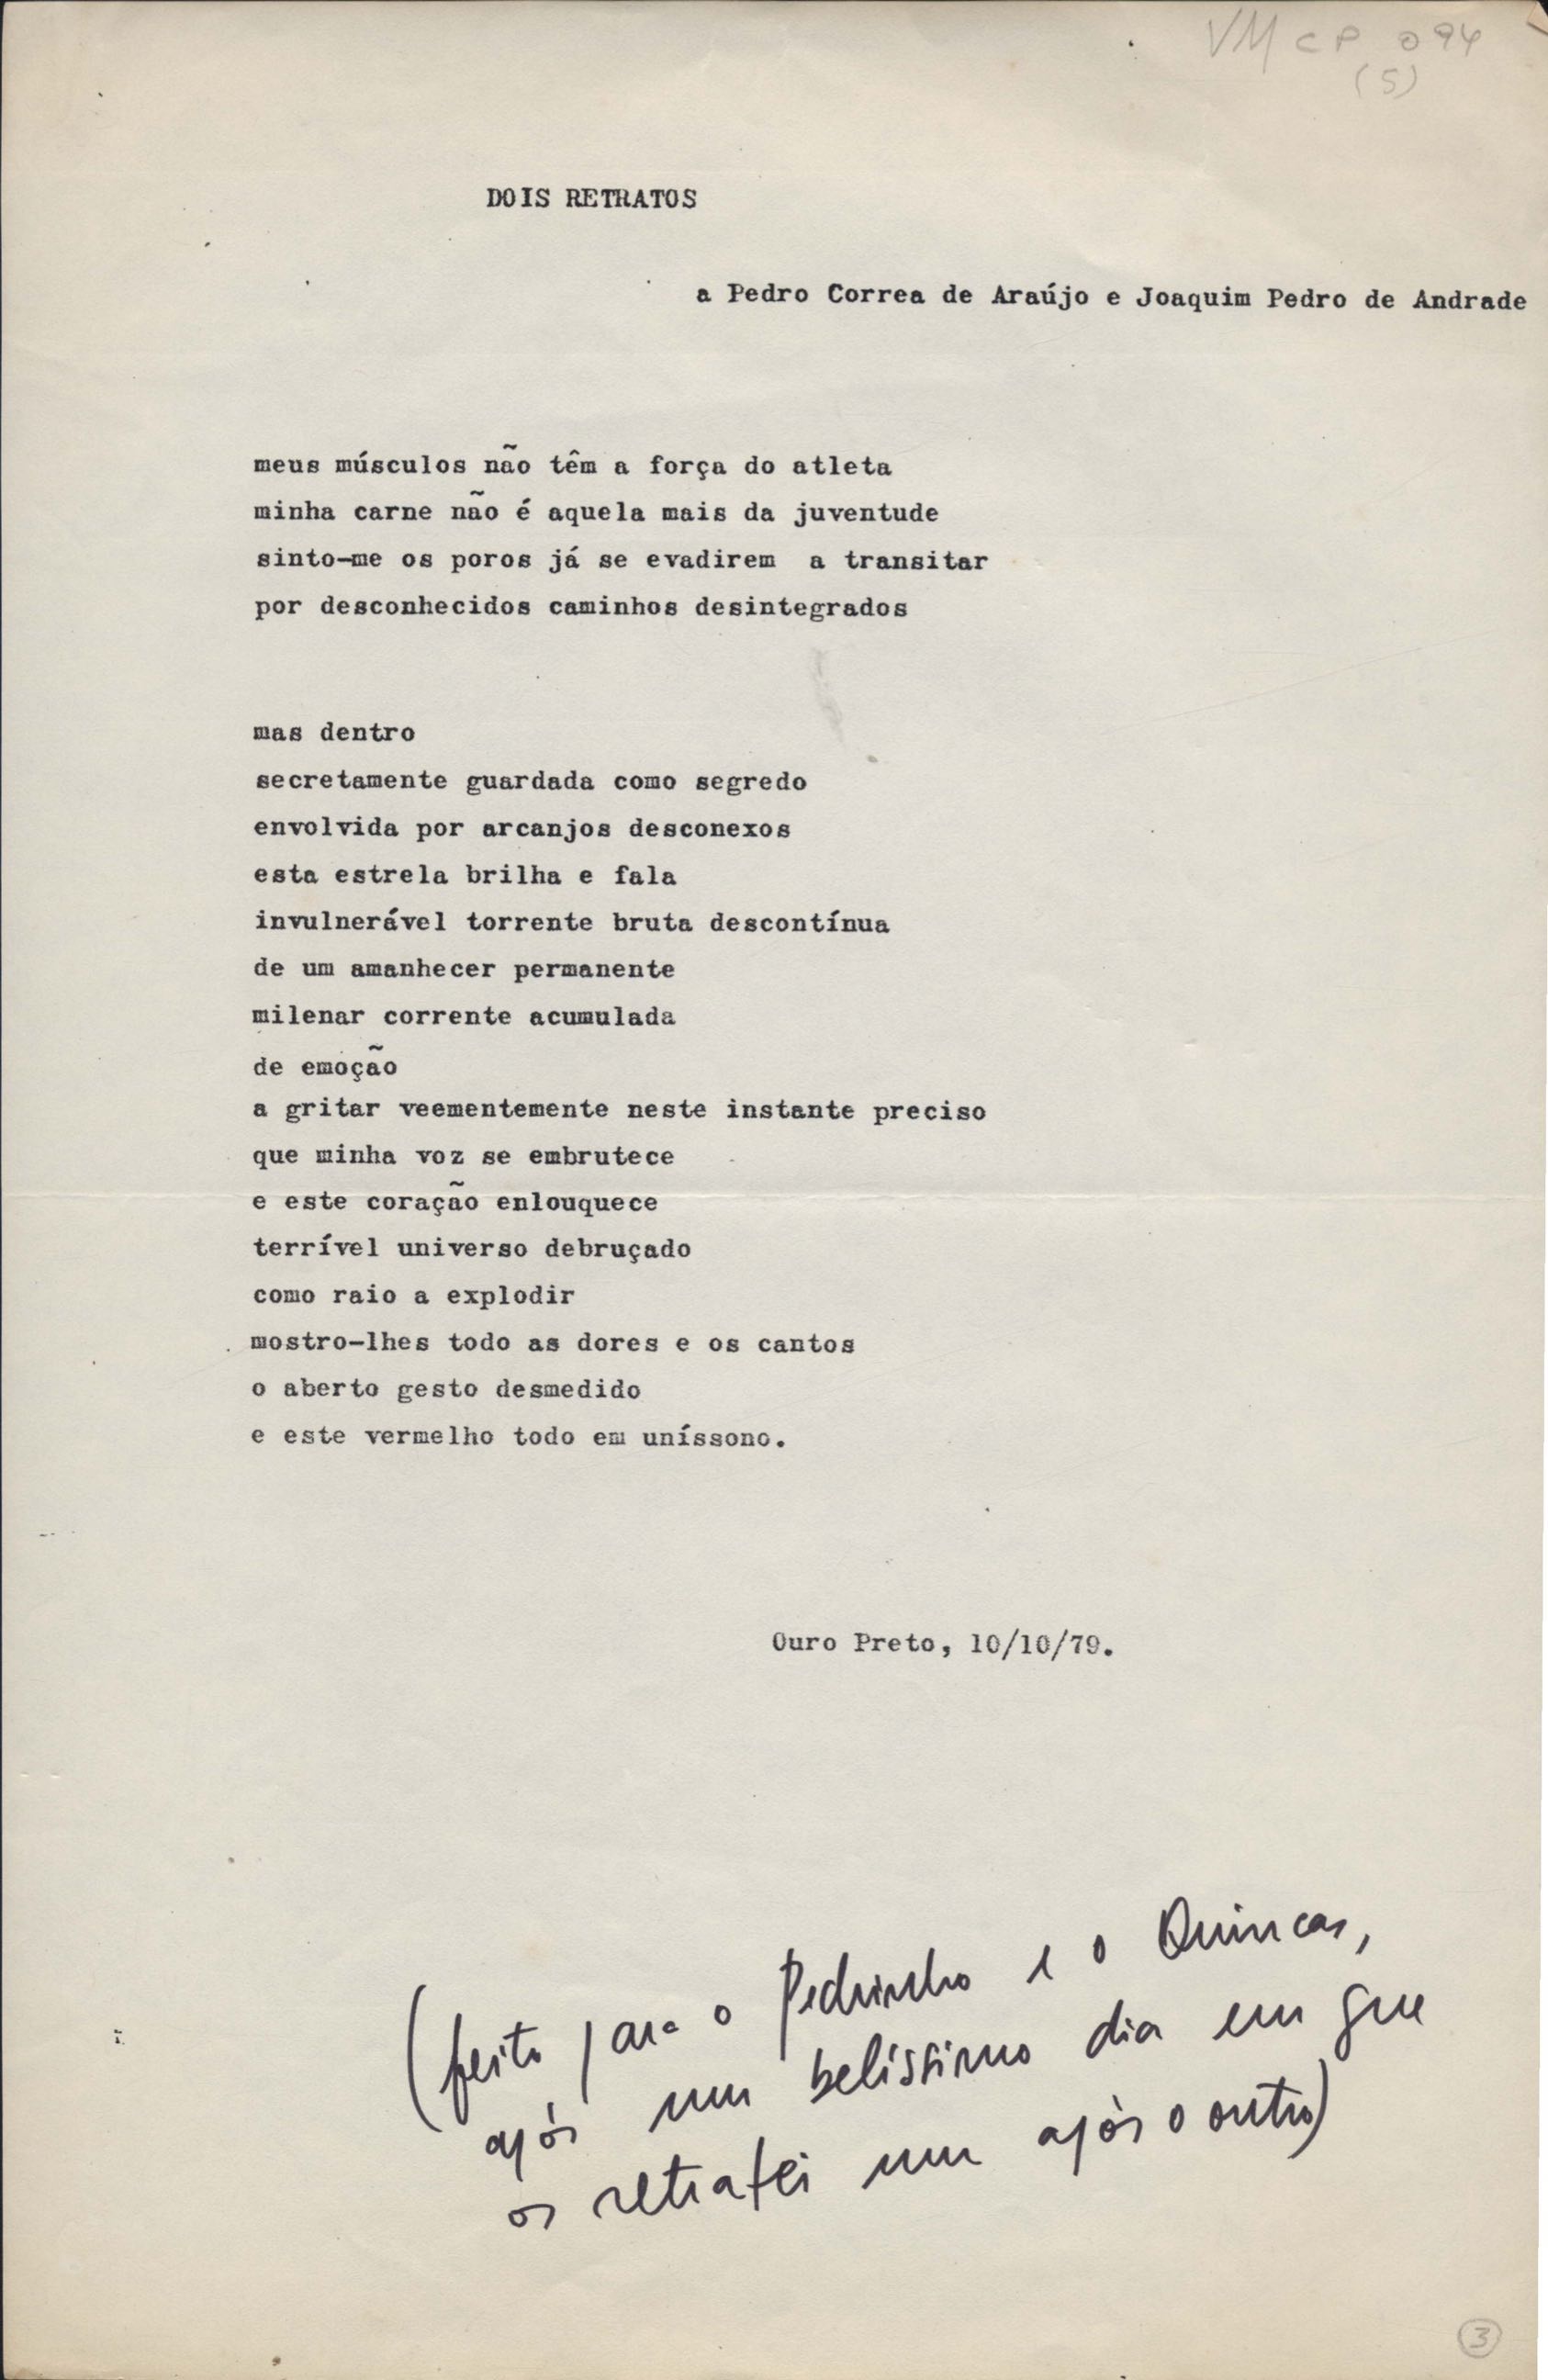 VM CP 094
(5)
DOIS RETRATOS
a Pedro Correa de Araújo e Joaquim Pedro de Andrade
meus músculos não têm a força do atleta
minha carne não é aquela mais da juventude
sinto-me os poros já se evadirem a transitar
por desconhecidos caminhos desintegrados
mas dentro
secretamente guardada como segredo
envolvida por arcanjos desconexos
esta estrela brilha e fala
invulnerável torrente bruta descontínua
de um amanhecer permanente
milenar corrente acumulada
de emoção
a gritar veementemente neste instante preciso
que minha voz se embrutece
e este coração enlouquece
terrível universo debruçado
como raio a explodir
mostro-lhes todo as dores e os cantos
o aberto gesto desmedido
e este vermelho todo em uníssono.
Ouro Preto, 10/10/79.
(feito para o Pedrinho e o Quincas,
após um belíssimo dia em que
os retratei um após o outro)
3